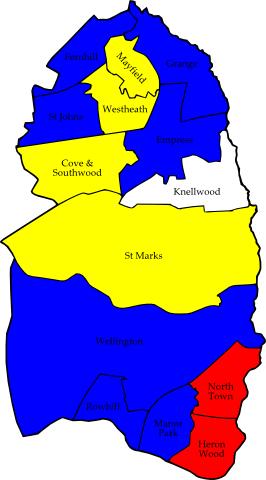 Fernhill
Mayfield
Grange
Westheath
St Johns
Empress
Cove &
Southwood
Knellwood
St Marks
Wellington
North
Town
Rowhill
Manor
Park
Heron
Wood